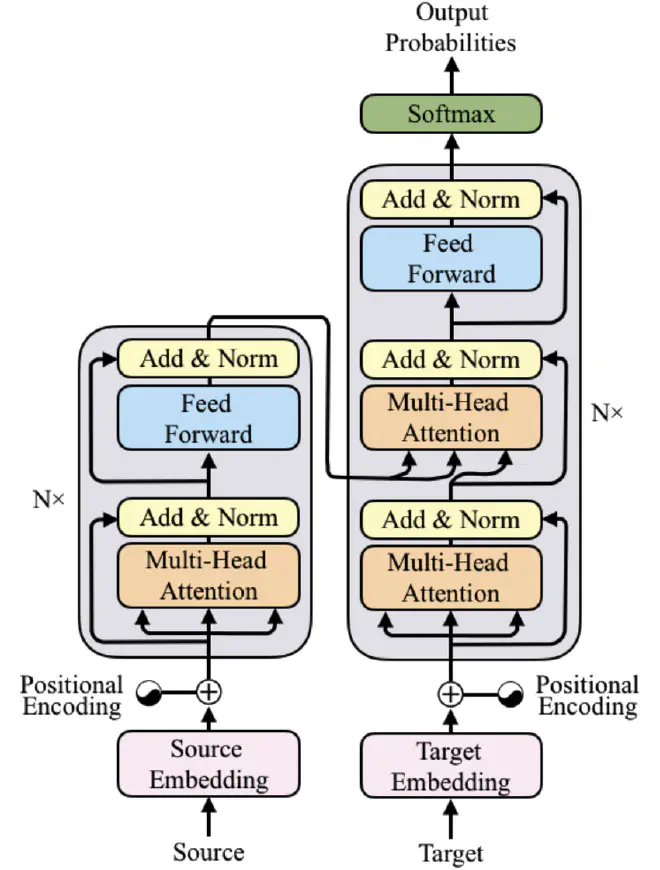 Output
Probabilities
Softmax
Add & Norm
Feed
Forward
Add & Norm
Multi-Head
Attention
N×
Add & Norm
Multi-Head
Attention
Add & Norm
Feed
Forward
N×
Add & Norm
Multi-Head
Attention
Positional
Encoding
Positional
Encoding
Source
Embedding
Target
Embedding
Source
Target